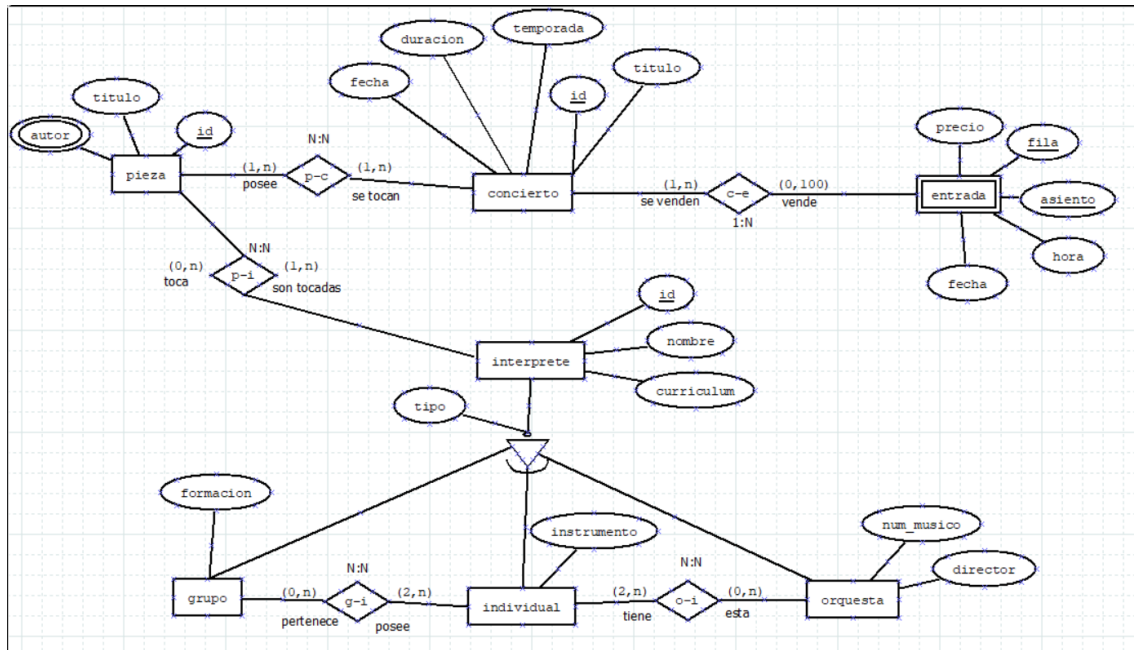 temporada
duracion
fecha
titulo
id
titulo
id
autor
precio
fila
N:N
pieza
(1,n)
posee
p-c
(1,n)
se tocan
concierto
(1,n)
se venden
c-e
(0,100)
vende
entrada
asiento
1:N
N:N
hora
(0,n)
toca
p-i
(1,n)
son tocadas
fecha
id
nombre
interprete
curriculum
tipo
formacion
instrumento
num_musico
N:N
N:N
director
grupo
(0,n)
pertenece
g-i
(2,n)
posee
individual
(2,n)
tiene
o-i
(0,n)
esta
orquesta